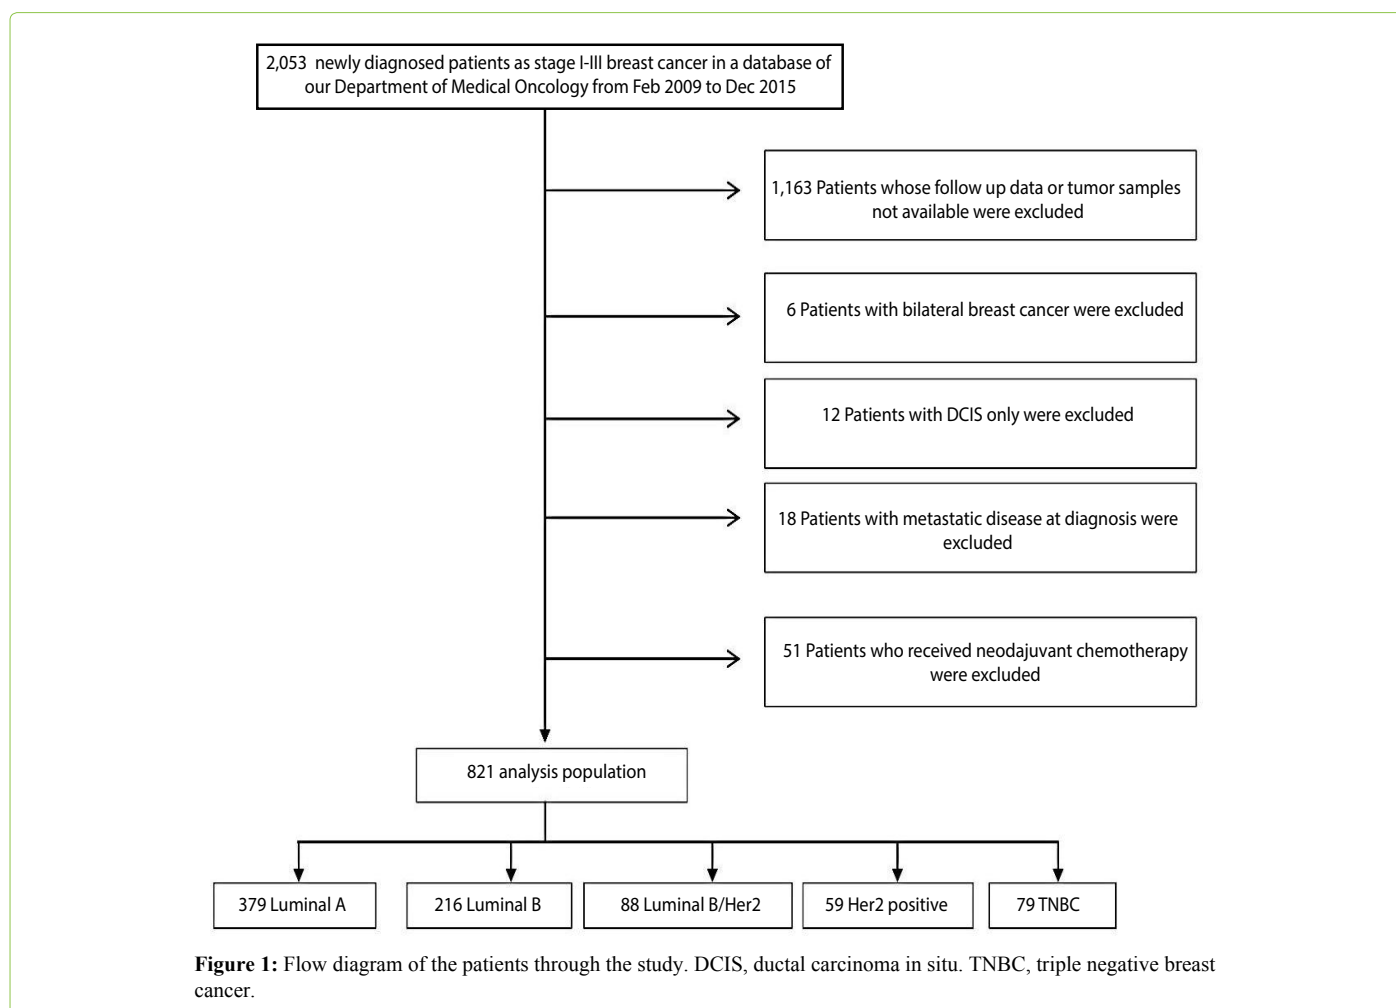 2,053 newly diagnosed patients as stage I-III breast cancer in a database of
our Department of Medical Oncology from Feb 2009 to Dec 2015
1,163 Patients whose follow up data or tumor samples
not available were excluded
6 Patients with bilateral breast cancer were excluded
12 Patients with DCIS only were excluded
18 Patients with metastatic disease at diagnosis were
excluded
51 Patients who received neodajuvant chemotherapy
were excluded
821 analysis population
379 Luminal A
216 Luminal B
88 Luminal B/Her2
59 Her2 positive
79 TNBC
Figure 1: Flow diagram of the patients through the study. DCIS, ductal carcinoma in situ. TNBC, triple negative breast
cancer.